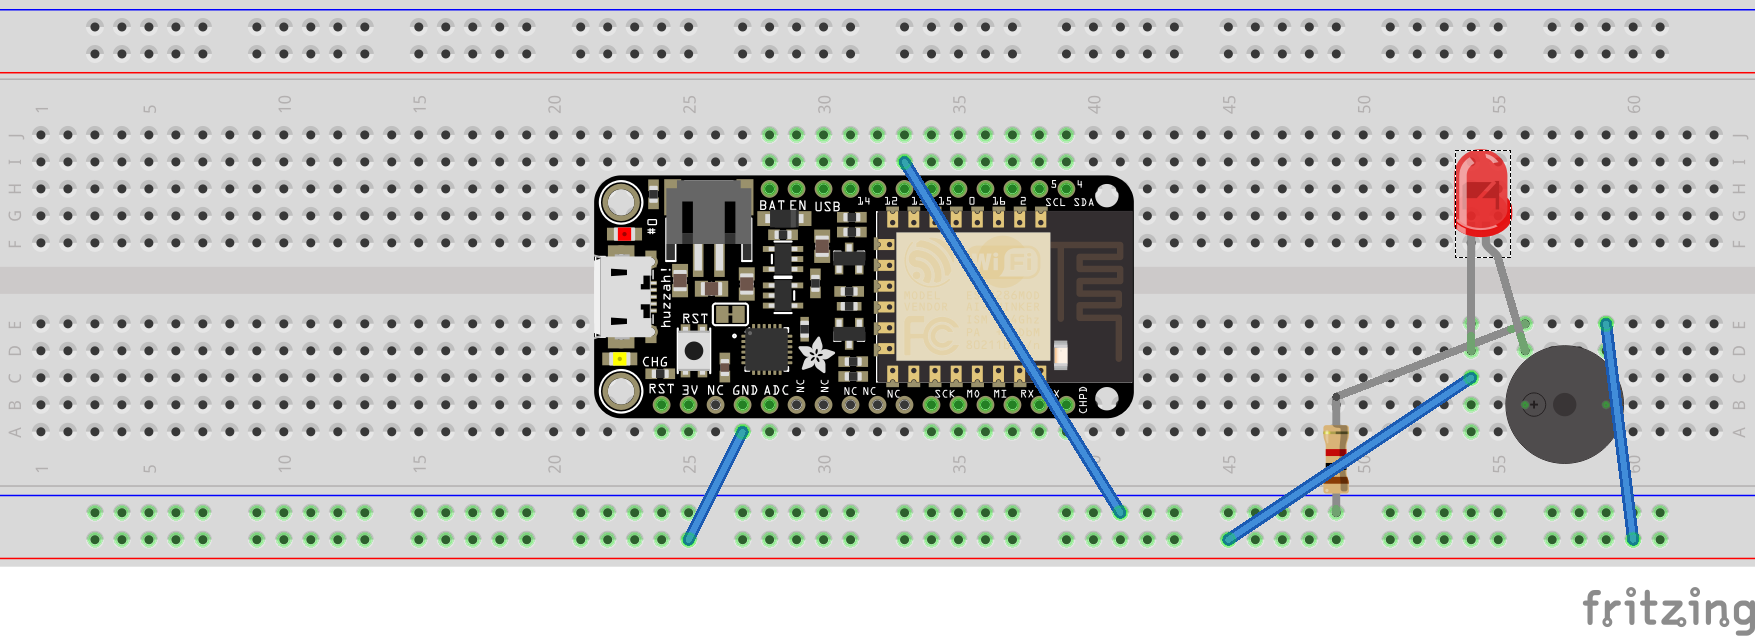 1 5 10 15 20 25 30 35 40 45 50 55 60
J J
I I
H H
G G
F F
5 4
BAT EN USB 14 12 13 15 0 16 2 SCL SDA
#0
WiFi
huzzah!
FC
RST
E E
D D
CHG
C C
RST 3V NC GND ADC NC NC NC NC NC SCK MO MI RX CHPD
B B
+
A A
1 5 10 15 20 25 30 35 40 45 50 55 60
fritzing